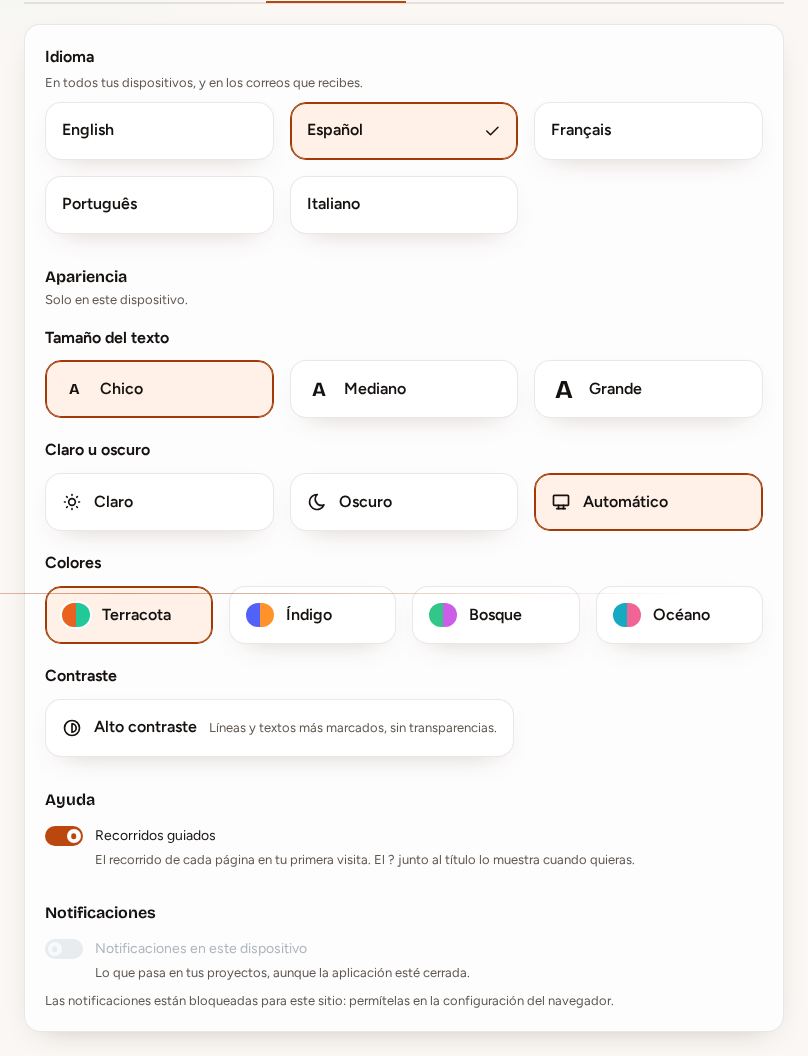 Idioma
En todos tus dispositivos, y en los correos que recibes.
English
Español
Français
Português
Italiano
Apariencia
Solo en este dispositivo.
Tamaño del texto
A Chico
A Mediano
A Grande
Claro u oscuro
Claro
Oscuro
Automático
Colores
Terracota
Índigo
Bosque
Océano
Contraste
Alto contraste Líneas y textos más marcados, sin transparencias.
Ayuda
Recorridos guiados
El recorrido de cada página en tu primera visita. El ? junto al título lo muestra cuando quieras.
Notificaciones
Notificaciones en este dispositivo
Lo que pasa en tus proyectos, aunque la aplicación esté cerrada.
Las notificaciones están bloqueadas para este sitio: permítelas en la configuración del navegador.